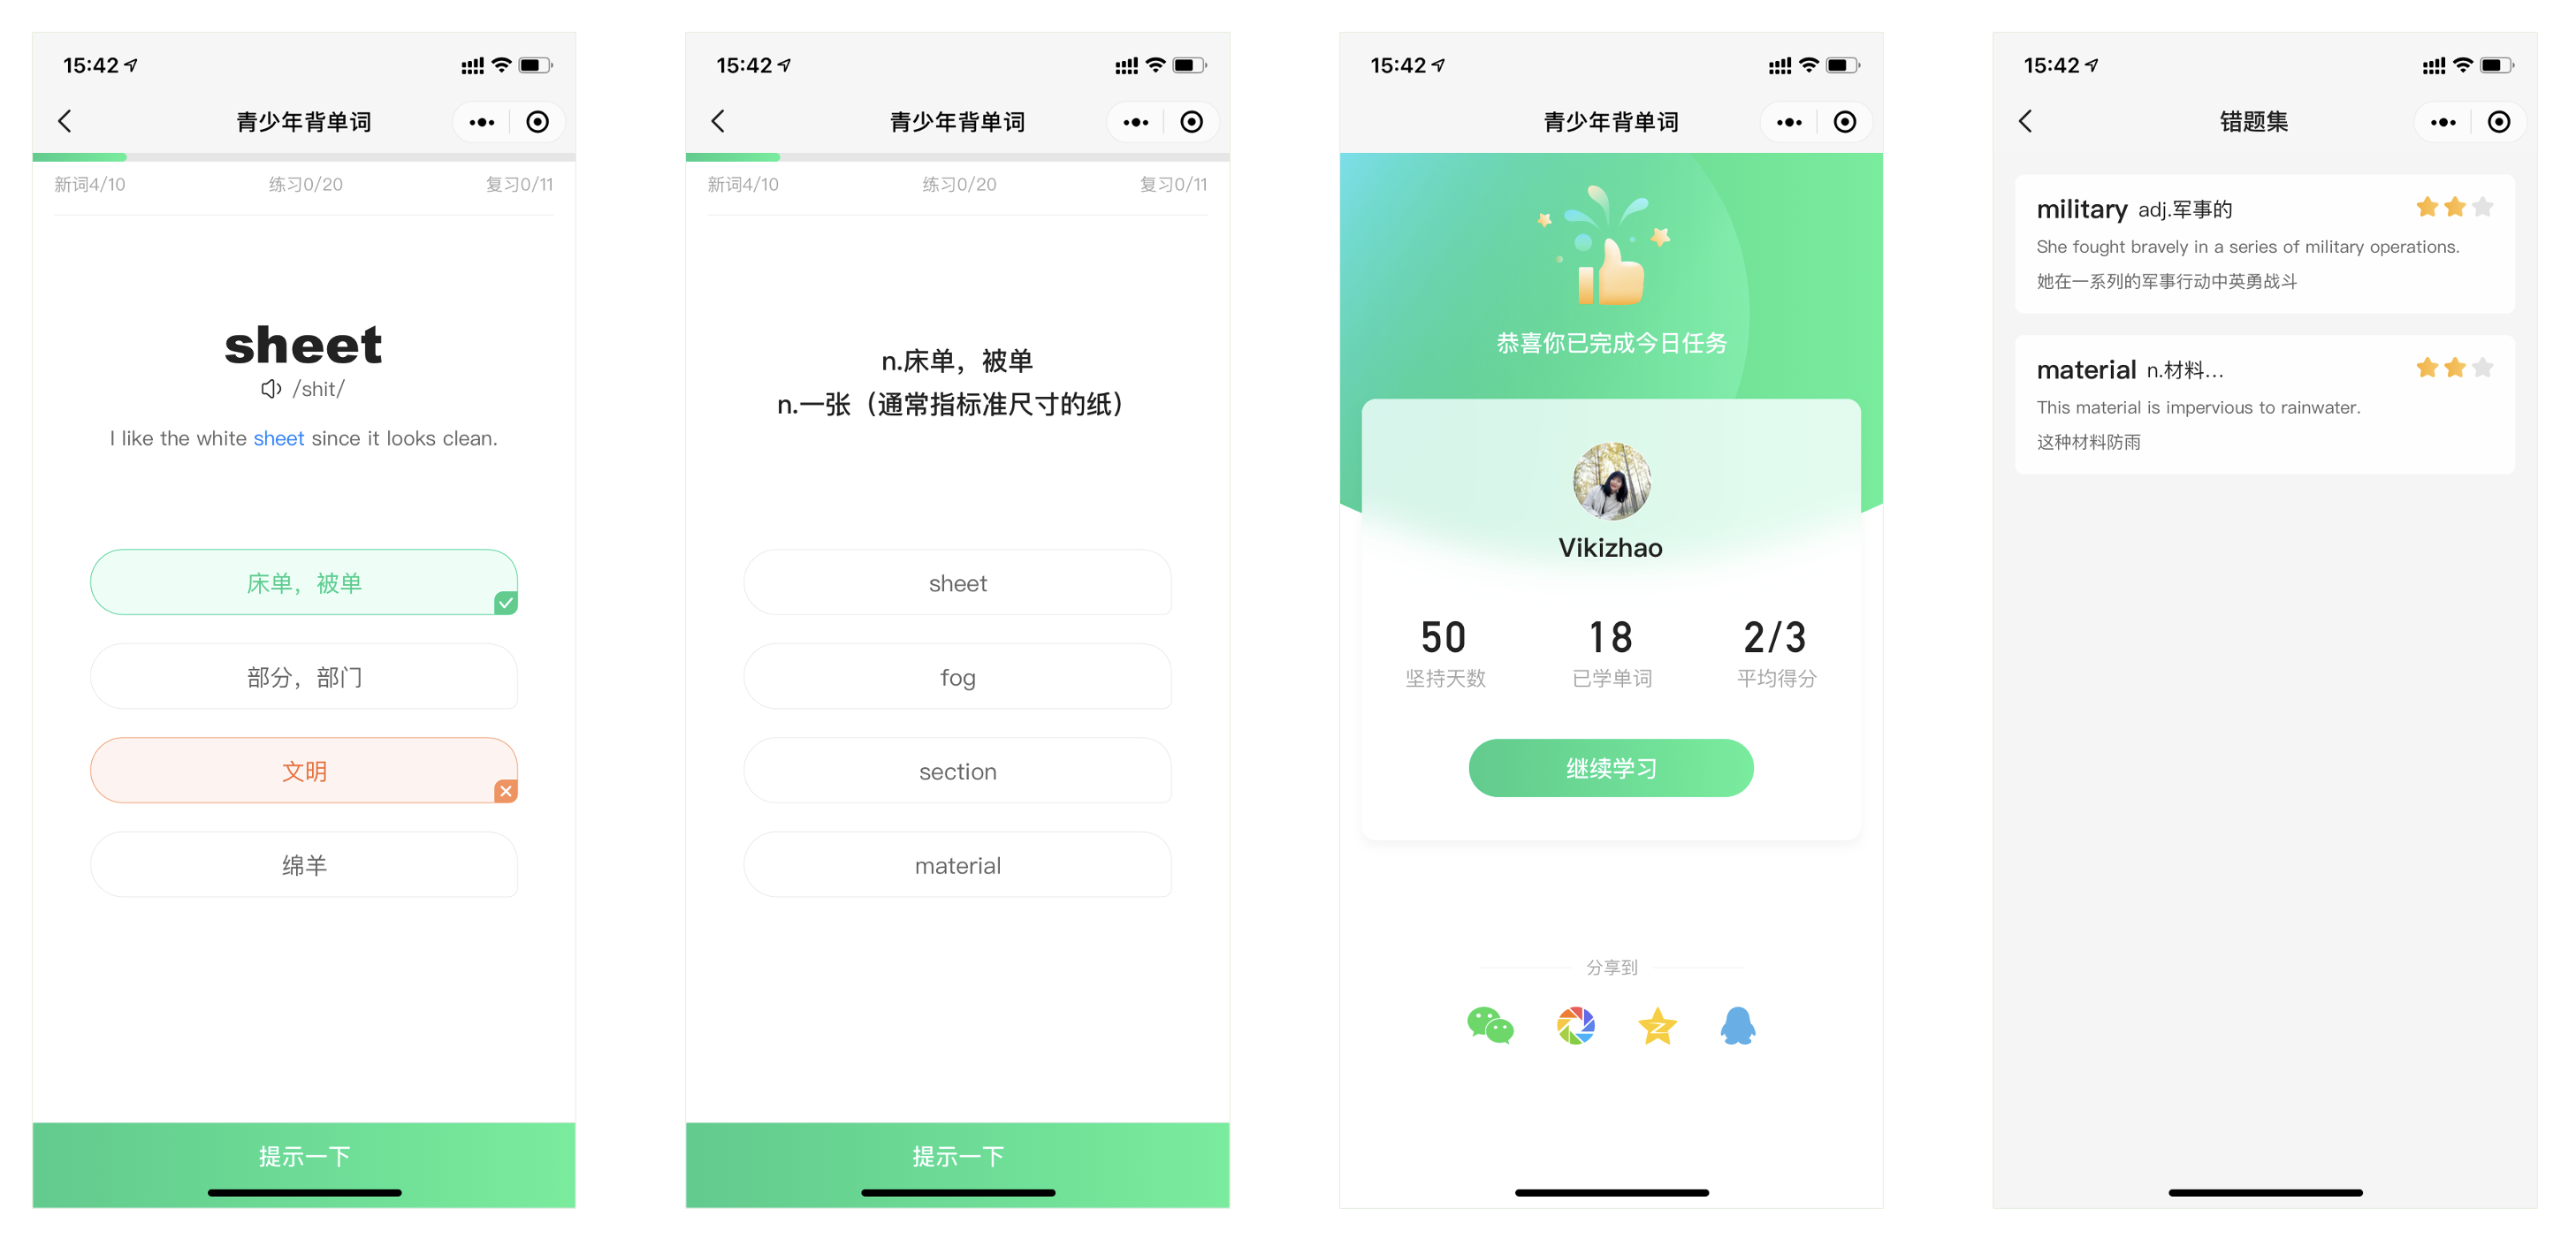 15:42
青少年背单词
新词4/10 练习0/20 复习0/11
sheet
/shit/
I like the white sheet since it looks clean.
床单，被单
部分，部门
文明
绵羊
提示一下
15:42
青少年背单词
新词4/10 练习0/20 复习0/11
n.床单，被单
n.一张（通常指标准尺寸的纸）
sheet
fog
section
material
提示一下
15:42
青少年背单词
恭喜你已完成今日任务
Vikizhao
50 18 2/3
坚持天数 已学单词 平均得分
继续学习
分享到
15:42
错题集
military adj.军事的
She fought bravely in a series of military operations.
她在一系列的军事行动中英勇战斗
material n.材料...
This material is impervious to rainwater.
这种材料防雨